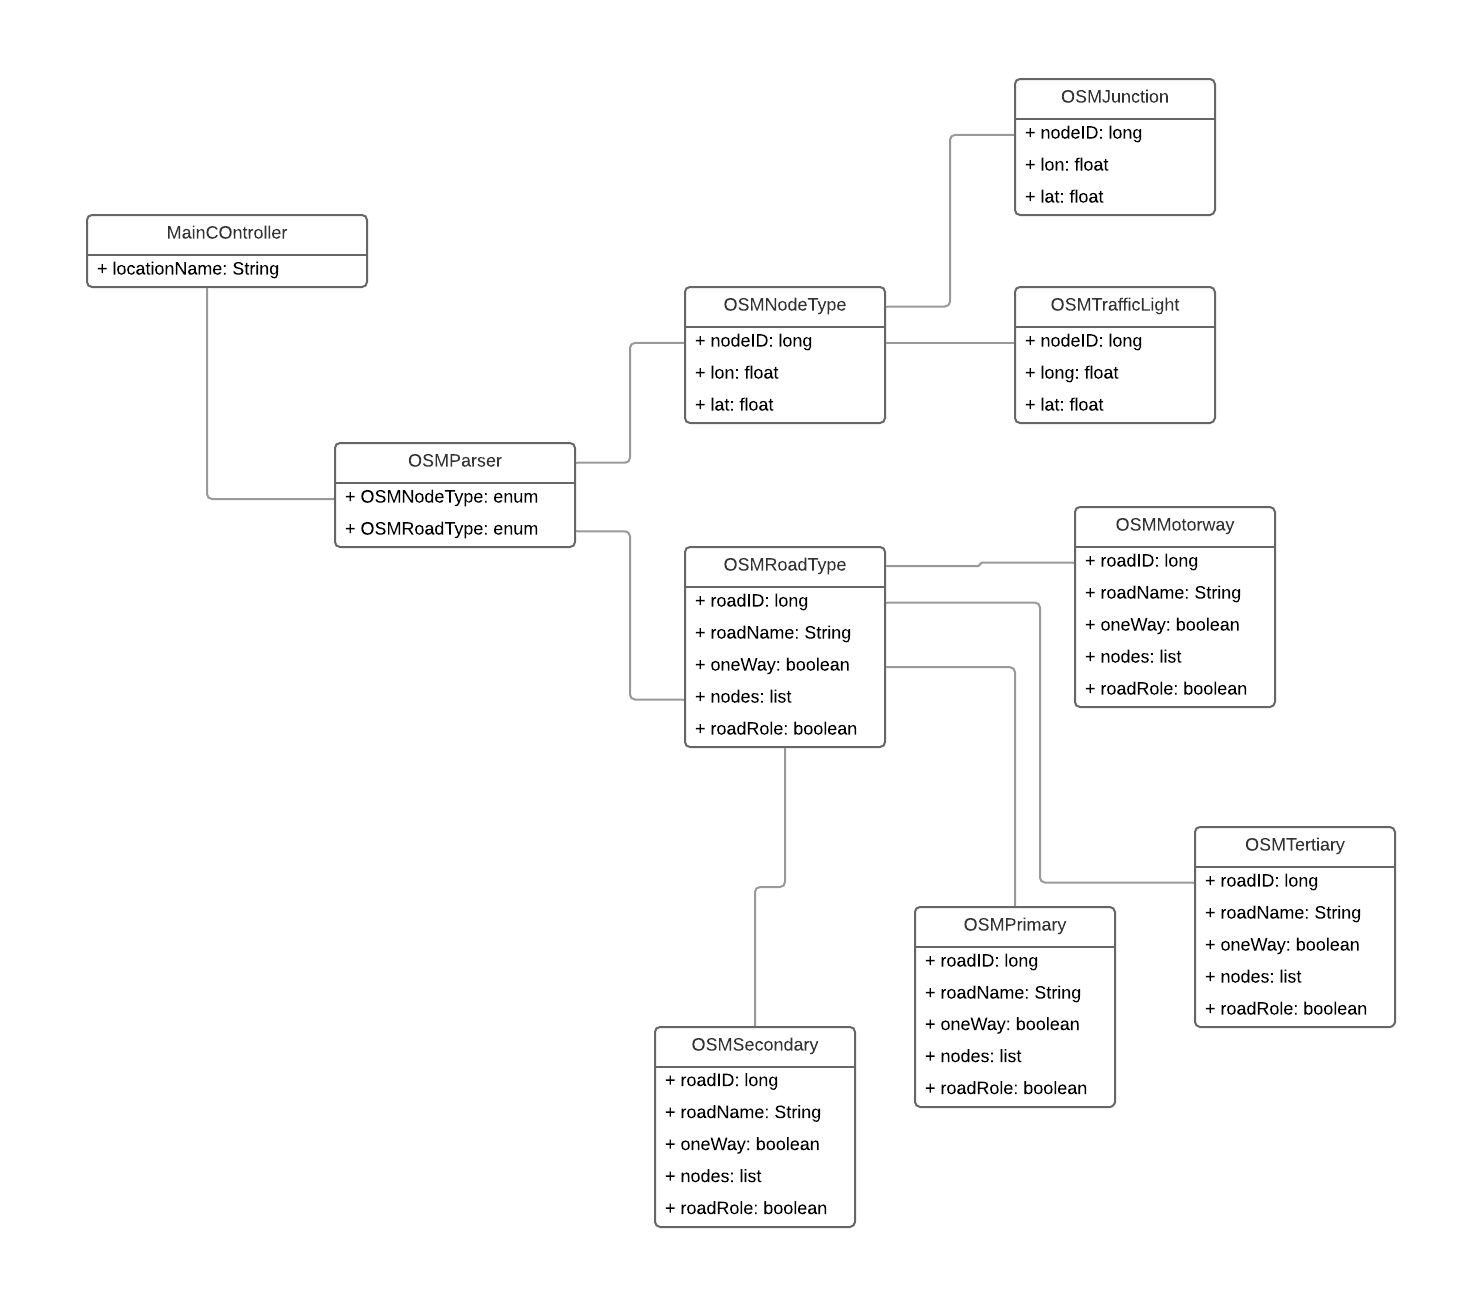 OSMJunction
+ nodeID: long
+ lon: float
+ lat: float
MainCOntroller
+ locationName: String
OSMNodeType
+ nodeID: long
+ lon: float
+ lat: float
OSMTrafficLight
+ nodeID: long
+ long: float
+ lat: float
OSMParser
+ OSMNodeType: enum
+ OSMRoadType: enum
OSMRoadType
+ roadID: long
+ roadName: String
+ oneWay: boolean
+ nodes: list
+ roadRole: boolean
OSMMotorway
+ roadID: long
+ roadName: String
+ oneWay: boolean
+ nodes: list
+ roadRole: boolean
OSMTertiary
+ roadID: long
+ roadName: String
+ oneWay: boolean
+ nodes: list
+ roadRole: boolean
OSMPrimary
+ roadID: long
+ roadName: String
+ oneWay: boolean
+ nodes: list
+ roadRole: boolean
OSMSecondary
+ roadID: long
+ roadName: String
+ oneWay: boolean
+ nodes: list
+ roadRole: boolean